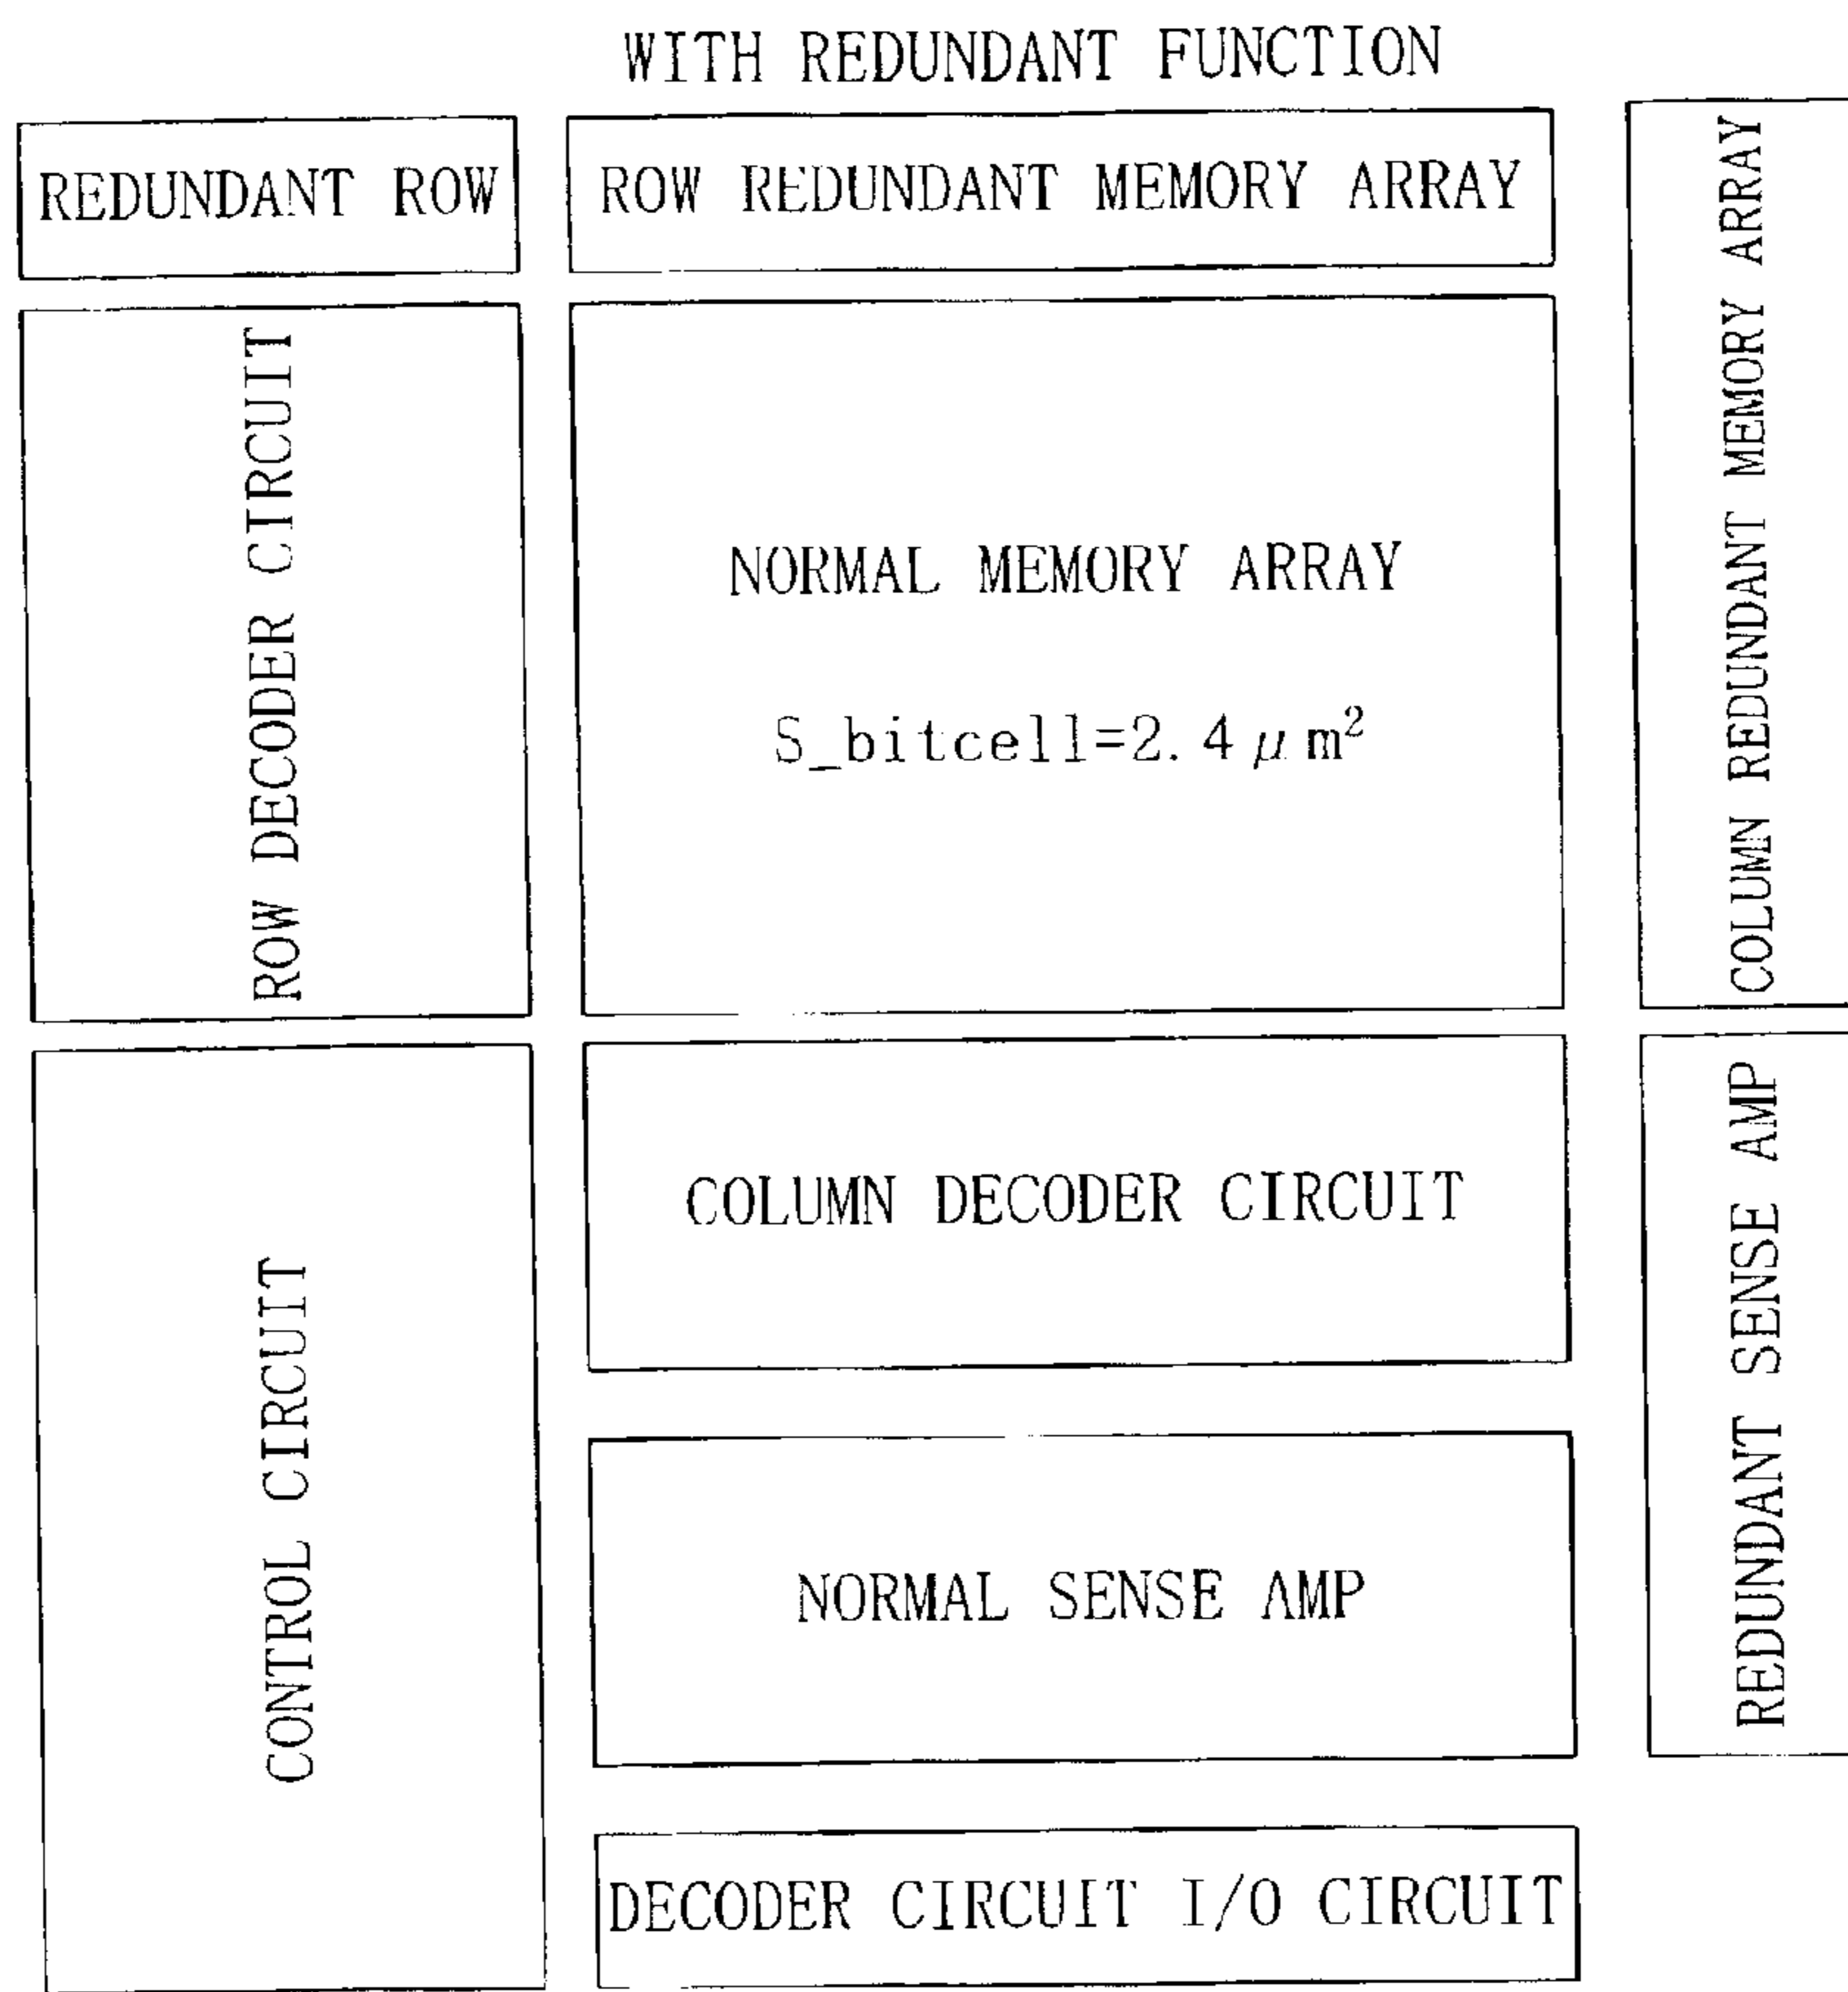 WITH REDUNDANT FUNCTION
REDUNDANT ROW
ROW REDUNDANT MEMORY ARRAY
COLUMN REDUNDANT MEMORY ARRAY
ROW DECODER CIRCUIT
NORMAL MEMORY ARRAY
S_bitcell=2.4μm²
CONTROL CIRCUIT
COLUMN DECODER CIRCUIT
REDUNDANT SENSE AMP
NORMAL SENSE AMP
DECODER CIRCUIT I/O CIRCUIT